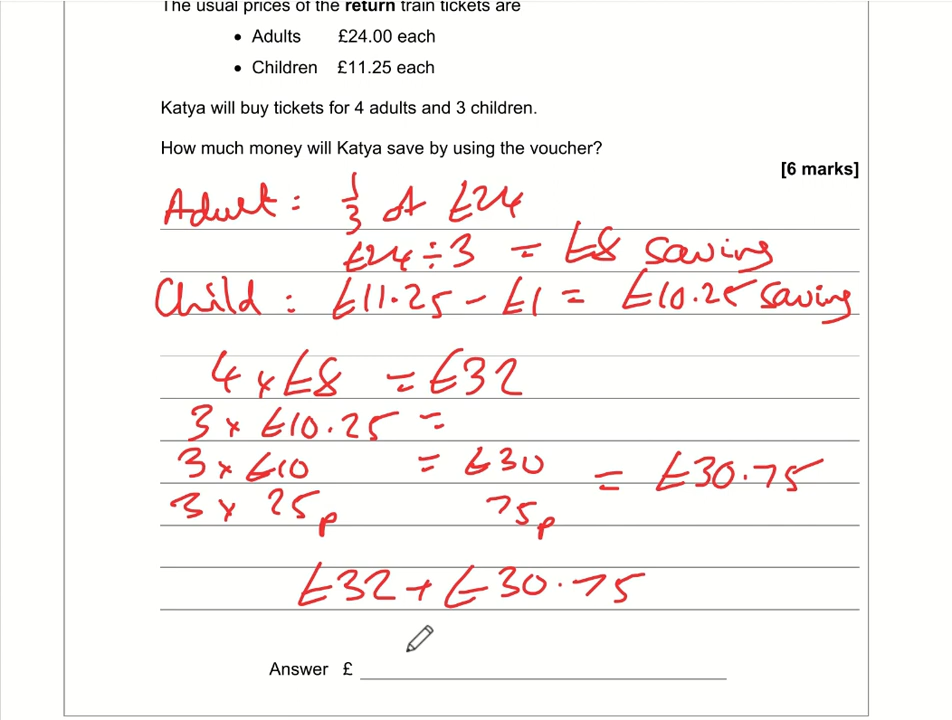 The usual prices of the return train tickets are
• Adults £24.00 each
• Children £11.25 each
Katya will buy tickets for 4 adults and 3 children.
How much money will Katya save by using the voucher?
[6 marks]
Adult : 1/3 of £24
£24 ÷ 3 = £8 saving
Child : £11.25 - £1 = £10.25 saving
4 x £8 = £32
3 x £10.25 =
3 x £10 = £30 = £30.75
3 x 25p 75p
£32 + £30.75
Answer £